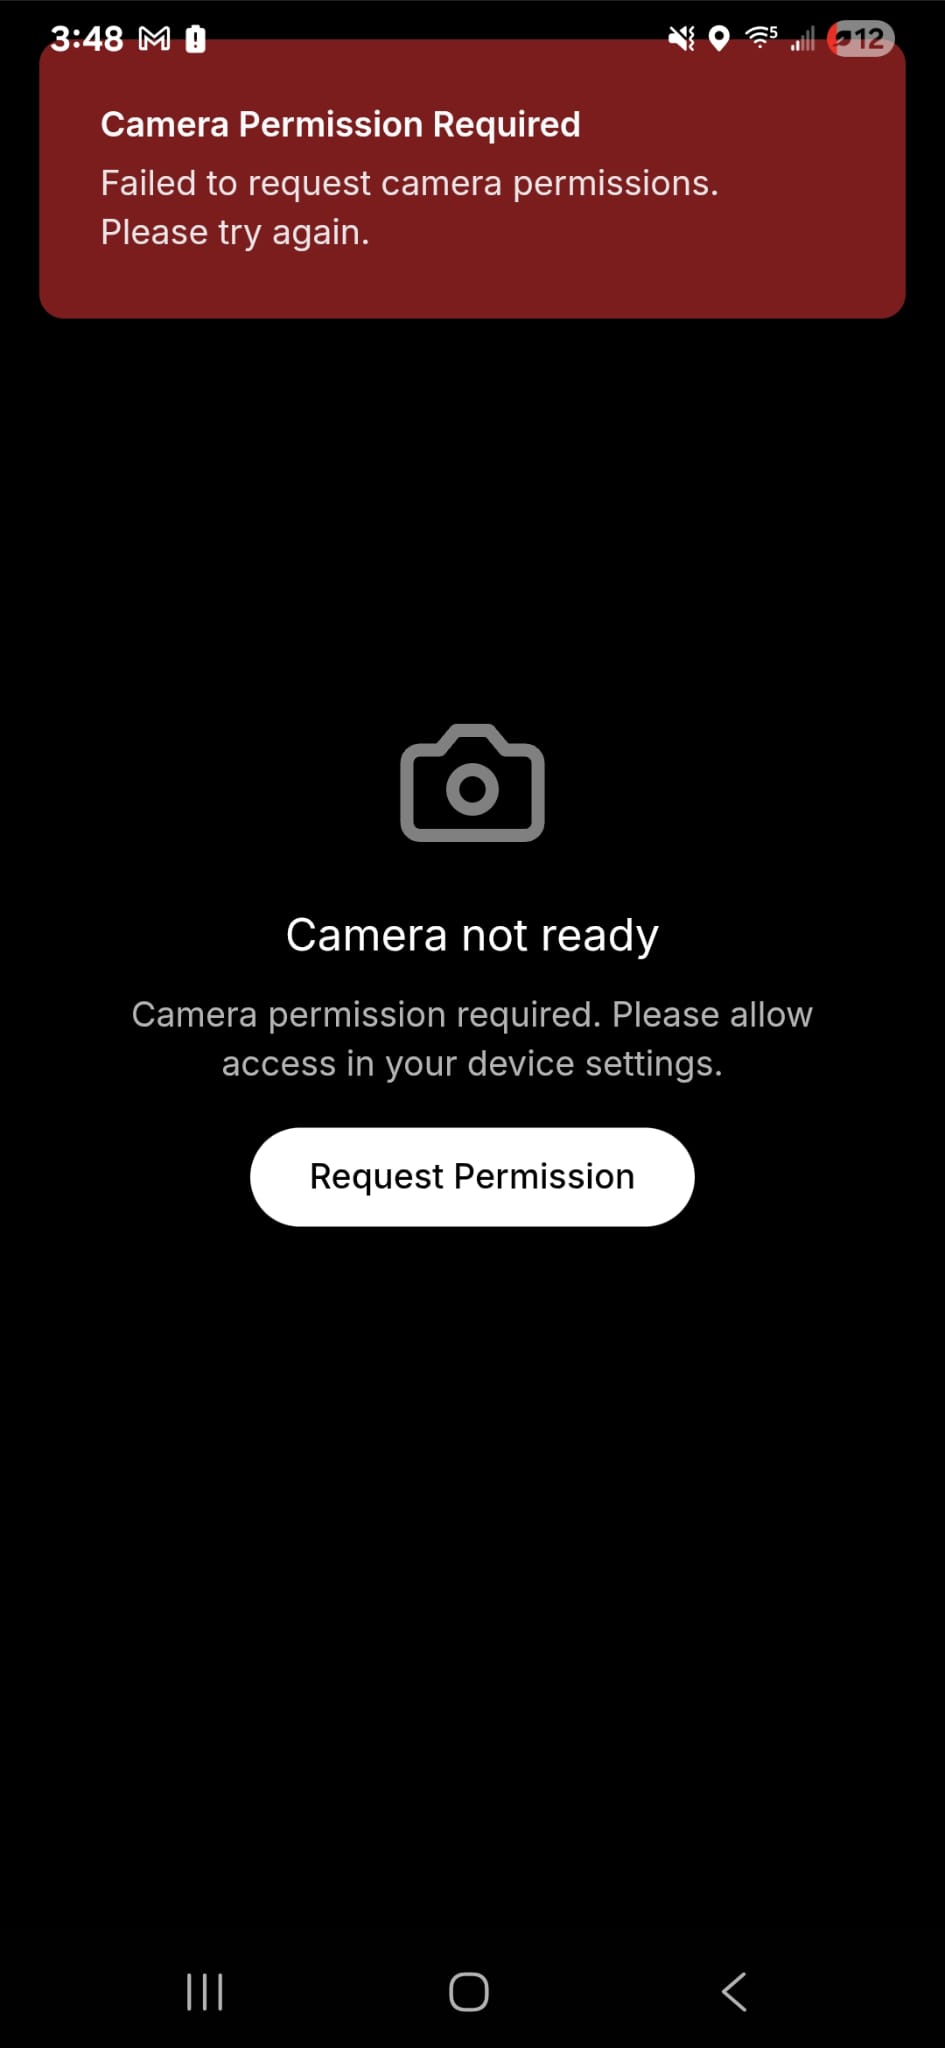 3:48
5
12
Camera Permission Required
Failed to request camera permissions.
Please try again.
Camera not ready
Camera permission required. Please allow
access in your device settings.
Request Permission